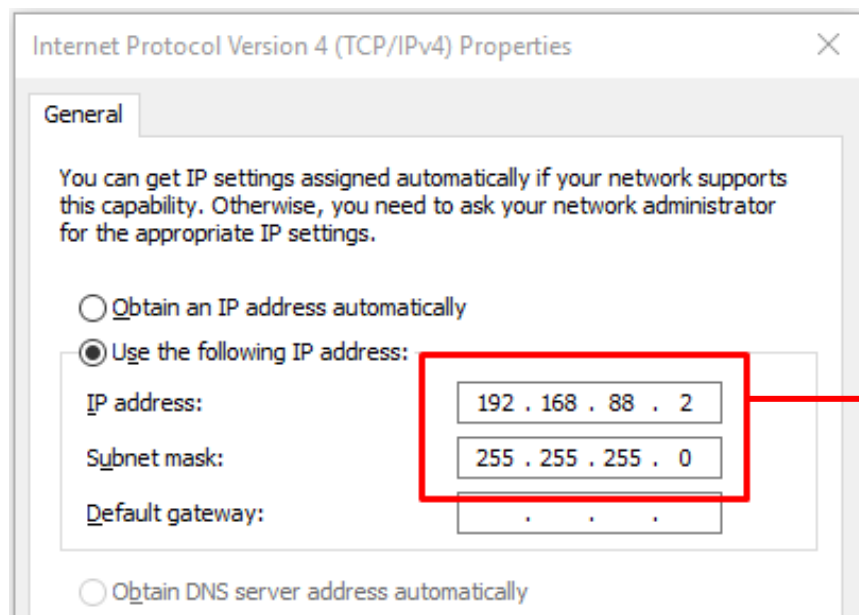 Internet Protocol Version 4 (TCP/IPv4) Properties
General
You can get IP settings assigned automatically if your network supports
this capability. Otherwise, you need to ask your network administrator
for the appropriate IP settings.
Obtain an IP address automatically
Use the following IP address:
IP address: 192 . 168 . 88 . 2
Subnet mask: 255 . 255 . 255 . 0
Default gateway: . . .
Obtain DNS server address automatically